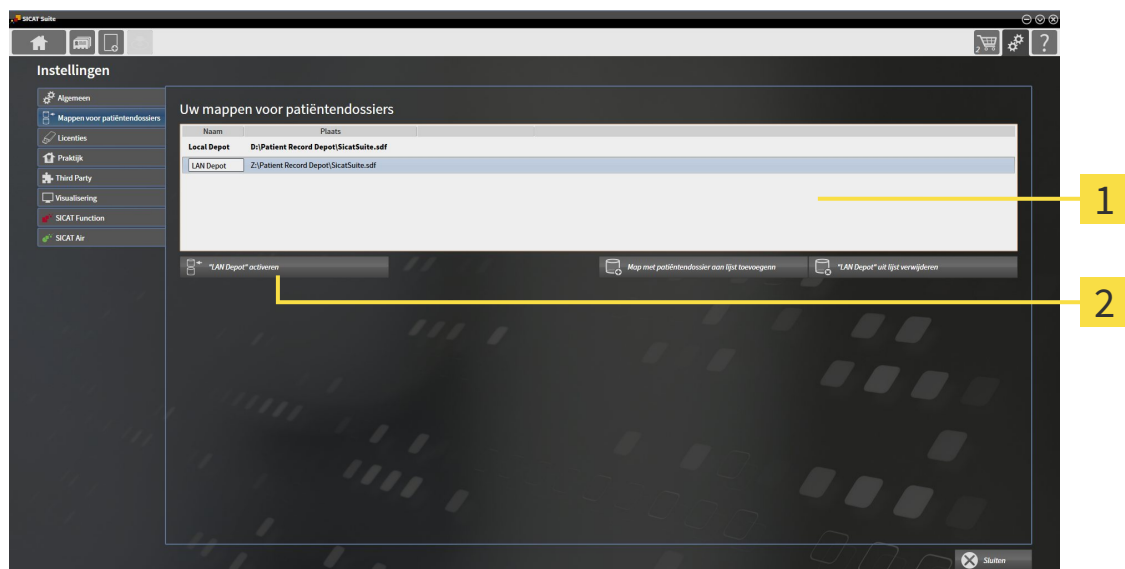 SICAT Suite
2
?
Instellingen
Algemeen
Mappen voor patiëntendossiers
Licenties
Praktijk
Third Party
Visualisering
SICAT Function
SICAT Air
Uw mappen voor patiëntendossiers
Naam Plaats
Local Depot D:\Patient Record Depot\SicatSuite.sdf
LAN Depot Z:\Patient Record Depot\SicatSuite.sdf
1
"LAN Depot" activeren
Map met patiëntendossier aan lijst toevoegenn
"LAN Depot" uit lijst verwijderen
2
Sluiten